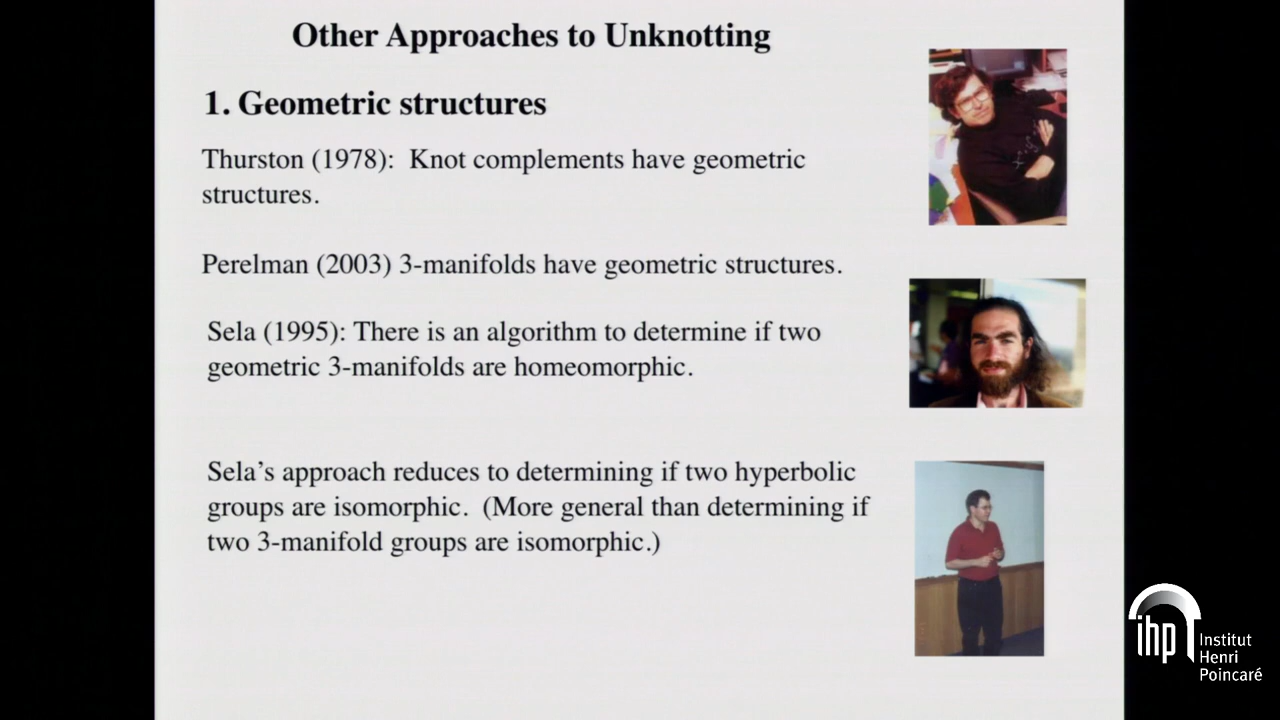 Other Approaches to Unknotting
1. Geometric structures
Thurston (1978):  Knot complements have geometric
structures.
Perelman (2003) 3-manifolds have geometric structures.
Sela (1995): There is an algorithm to determine if two
geometric 3-manifolds are homeomorphic.
Sela’s approach reduces to determining if two hyperbolic
groups are isomorphic.  (More general than determining if
two 3-manifold groups are isomorphic.)
ihp
Institut
Henri
Poincaré